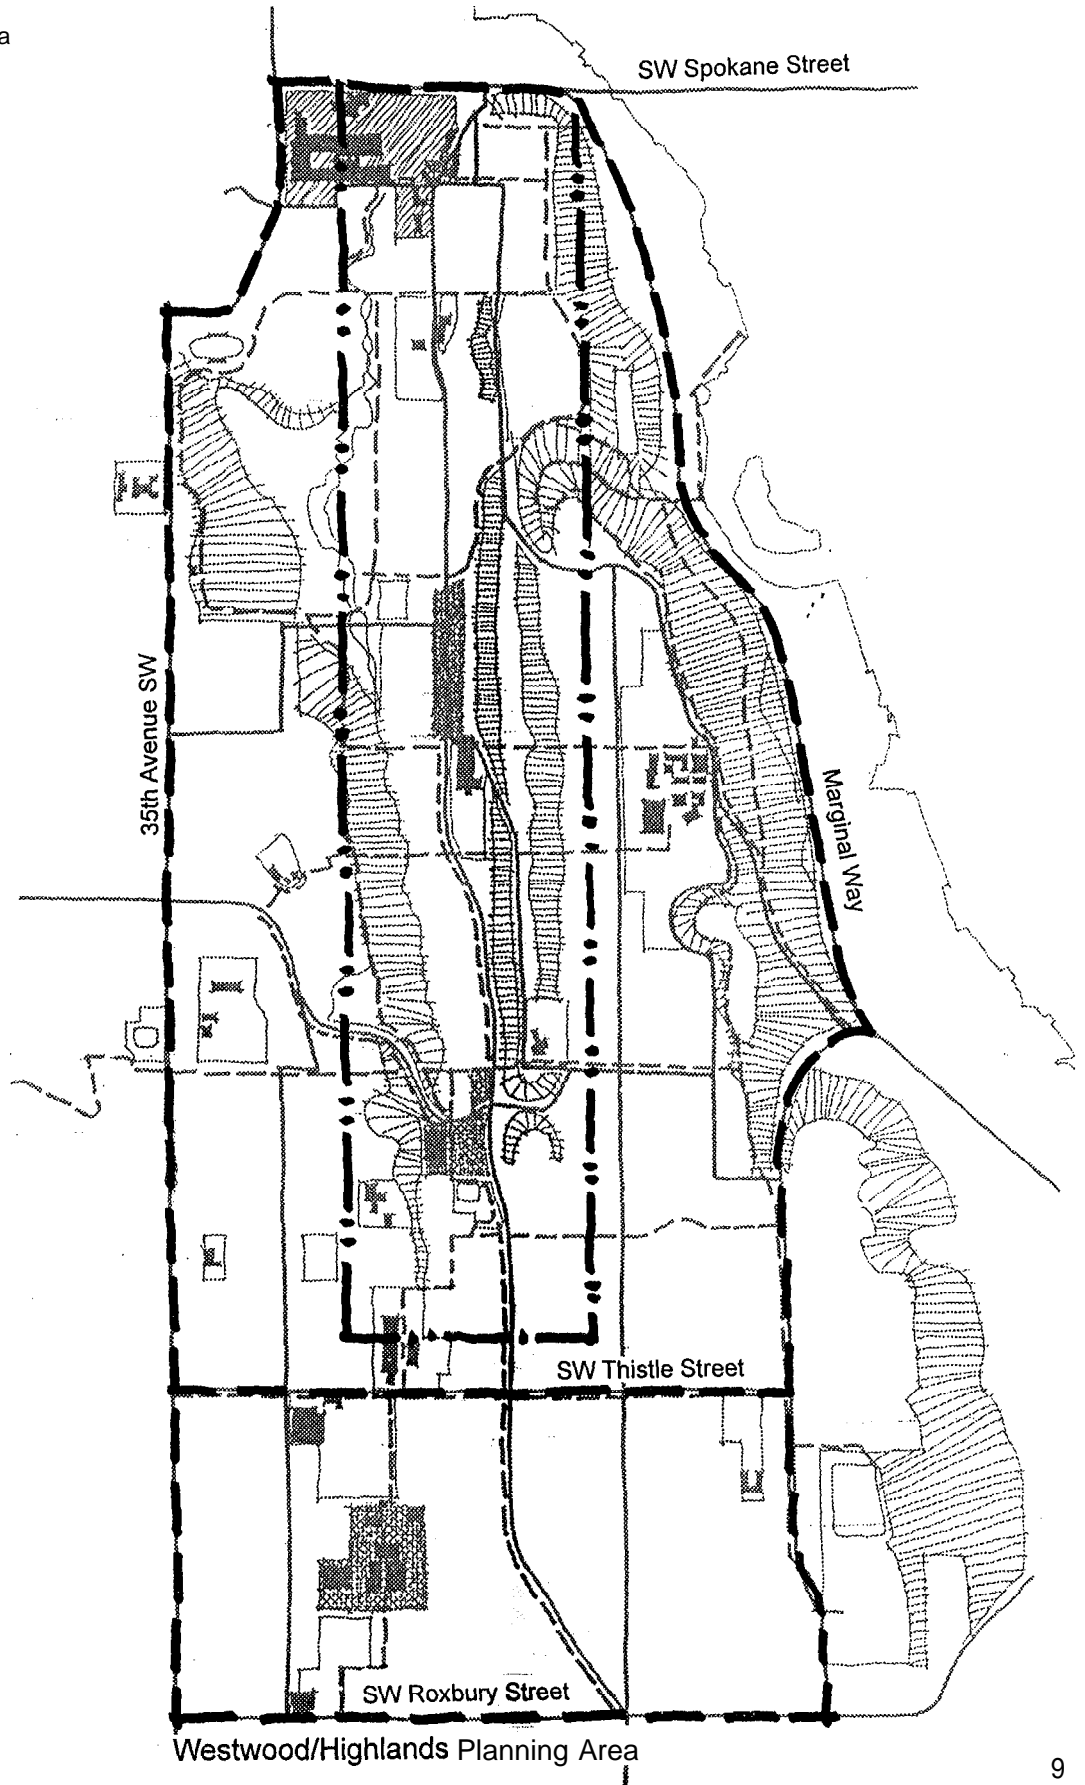 a
SW Spokane Street
35th Avenue SW
Marginal Way
SW Thistle Street
SW Roxbury Street
Westwood/Highlands Planning Area
9